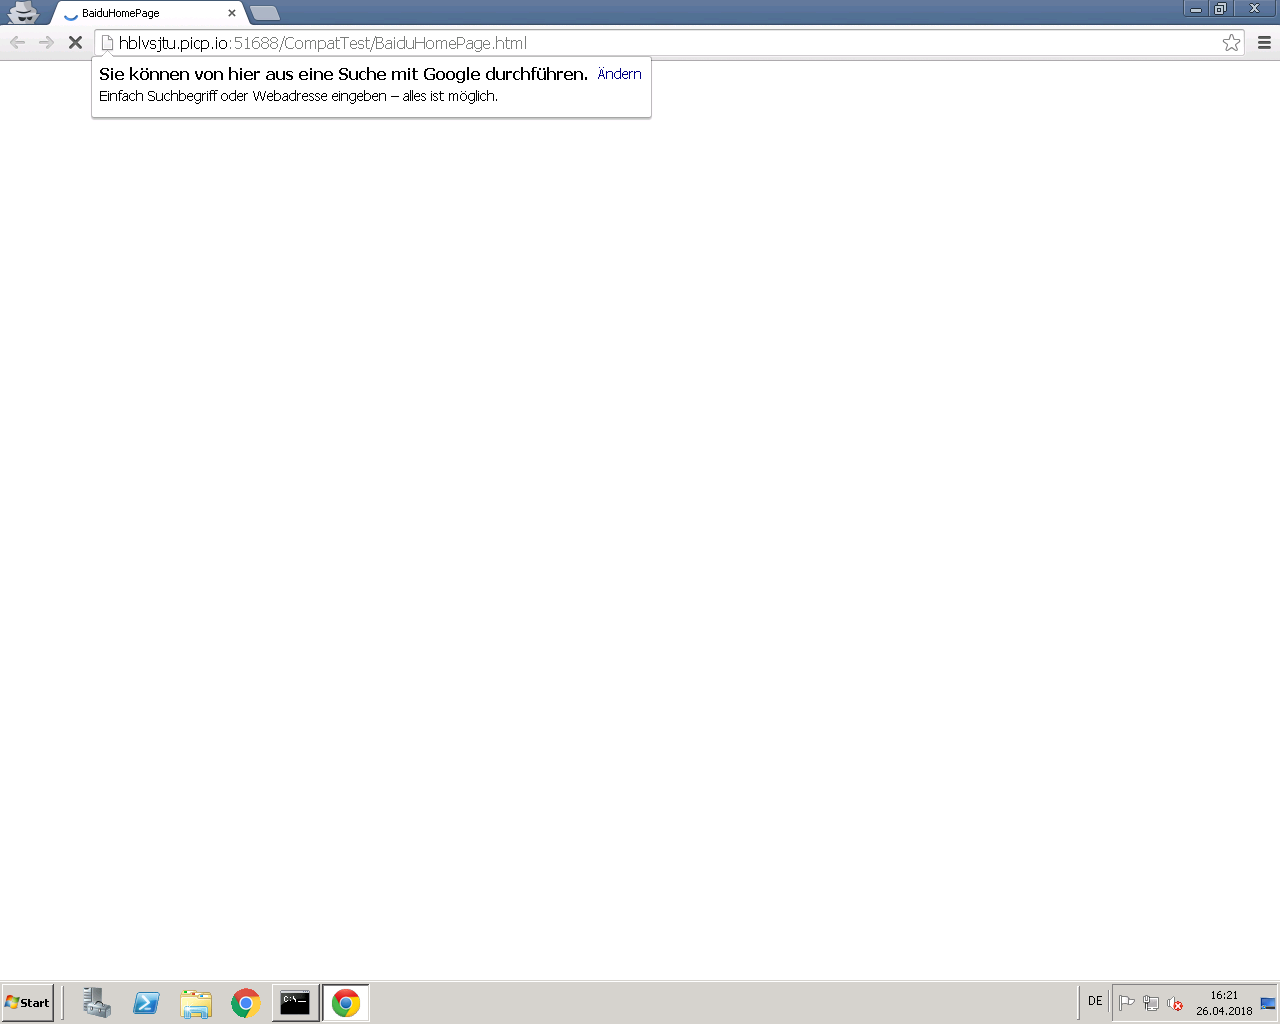 BaiduHomePage
hblvsjtu.picp.io:51688/CompatTest/BaiduHomePage.html
Sie können von hier aus eine Suche mit Google durchführen. Ändern
Einfach Suchbegriff oder Webadresse eingeben – alles ist möglich.
Start
C:\_
DE
16:21
26.04.2018